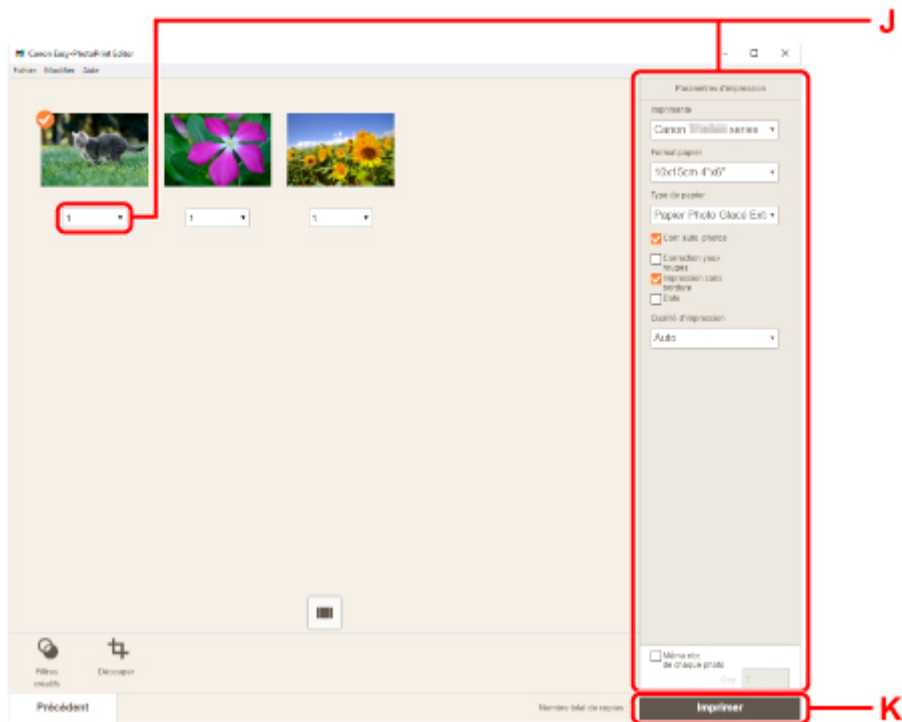 J
Canon Easy-PhotoPrint Editor
Fichier Modifier Aide
Paramètres d'impression
Imprimante
Canon series
Format papier
10x15cm 4"x6"
Type de papier
Papier Photo Glacé Ext
1
1
1
Corr. auto. photos
Correction yeux
rouges
Impression sans
bordure
Date
Qualité d'impression
Auto
Filtres
créatifs
Découper
Même nbr.
de chaque photo
1
Précédent
Nombre total de copies
Imprimer
K